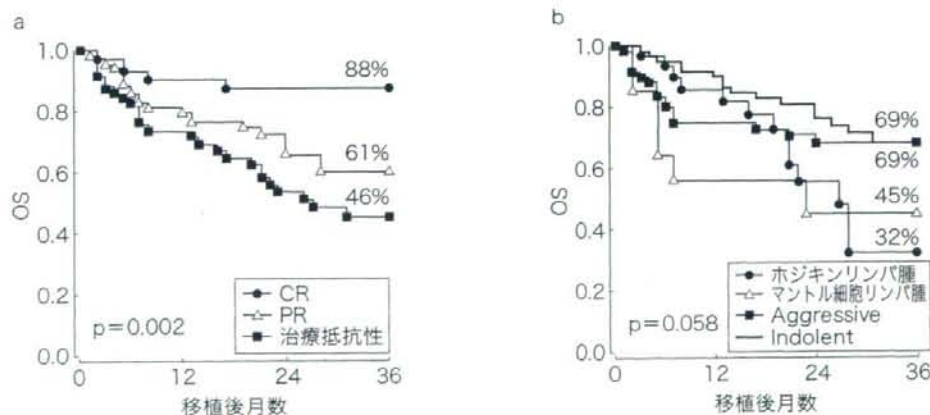 a
1.0
0.8
0.6
0.4
0.2
0.0
OS
88%
61%
46%
CR
PR
治療抵抗性
p=0.002
0 12 24 36
移植後月数
b
1.0
0.8
0.6
0.4
0.2
0.0
OS
69%
69%
45%
32%
ホジキンリンパ腫
マントル細胞リンパ腫
Aggressive
Indolent
p=0.058
0 12 24 36
移植後月数